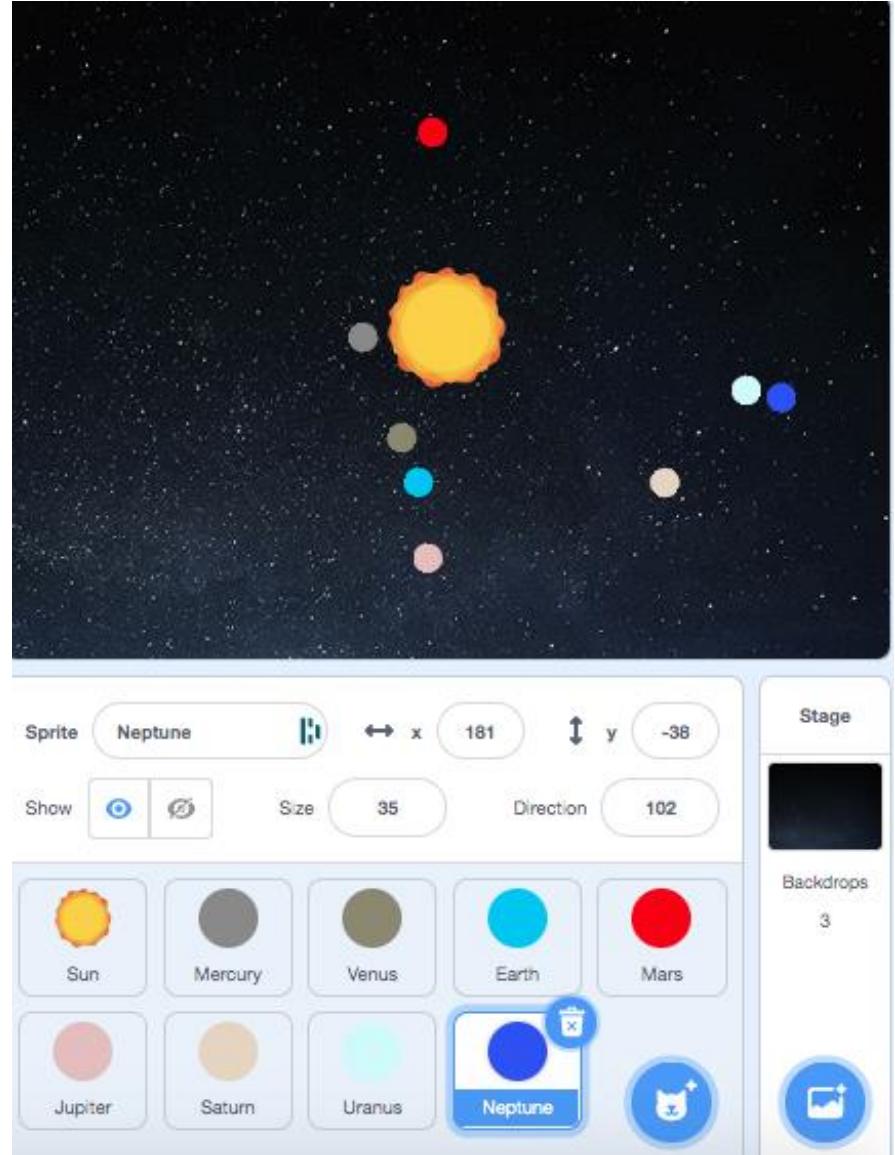 Sprite Neptune x 181 y -38
Show Size 35 Direction 102
Stage
Backdrops
3
Sun Mercury Venus Earth Mars
Jupiter Saturn Uranus Neptune